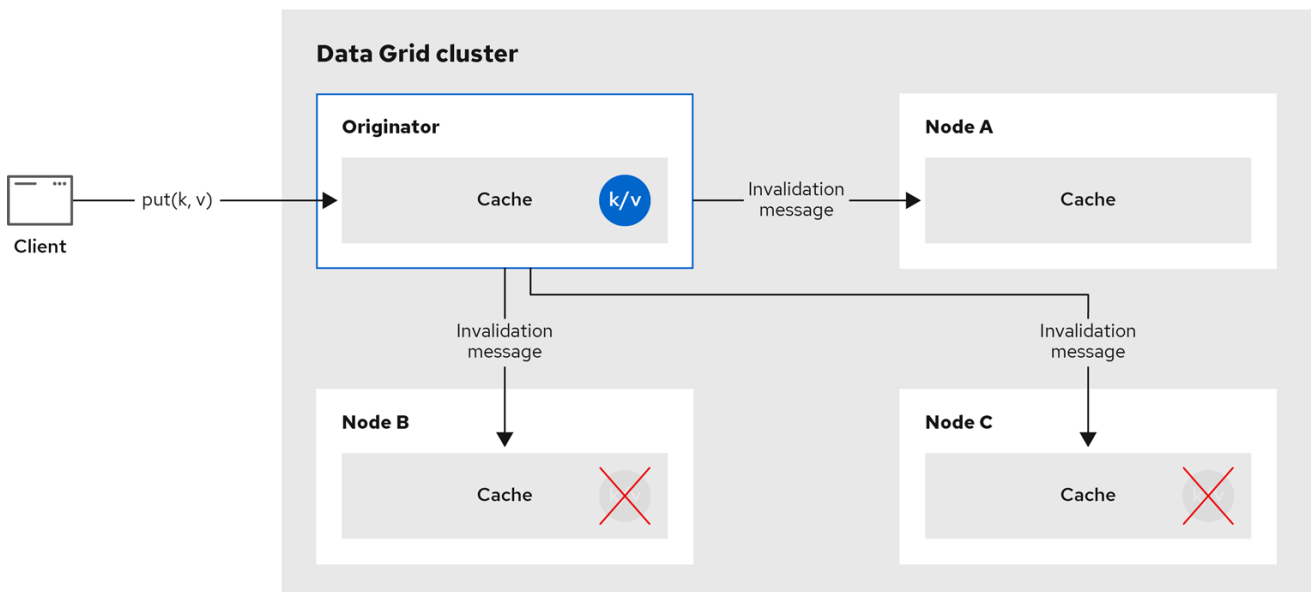 Data Grid cluster
Originator
Node A
Client
put(k, v)
Cache
k/v
Invalidation
message
Cache
Invalidation
message
Invalidation
message
Node B
Node C
Cache
Cache